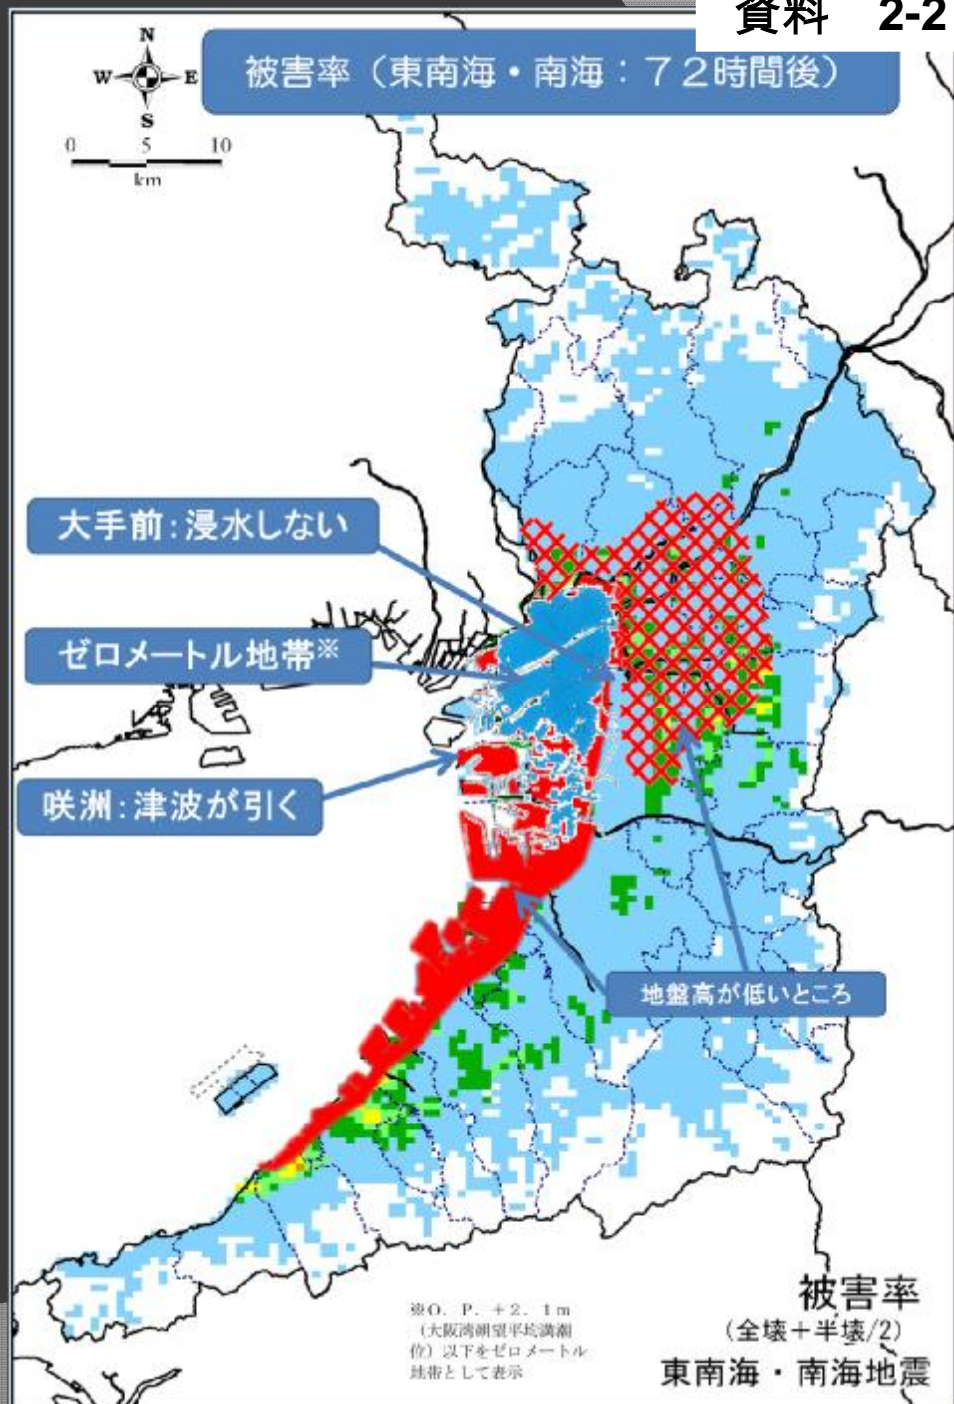 資料 2-2
被害率（東南海・南海：７２時間後）
N
W E
S
0 5 10
km
大手前：浸水しない
ゼロメートル地帯※
咲洲：津波が引く
地盤高が低いところ
※O．P．＋2．1m
（大阪湾朔望平均満潮
位）以下をゼロメートル
地帯として表示
被害率
（全壊＋半壊/2）
東南海・南海地震